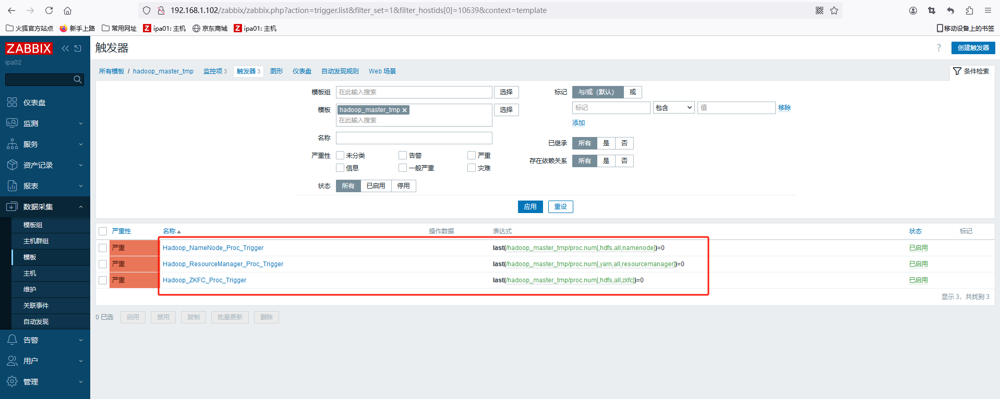 192.168.1.102/zabbix/zabbix.php?action=trigger.list&filter_set=1&filter_hostids[0]=10639&context=template
火狐官方站点 新手上路 常用网址 Z ipa01: 主机 京东商城 Z ipa01: 主机 移动设备上的书签
ZABBIX
ipa02
仪表盘
监测
服务
资产记录
报表
数据采集
模板组
主机群组
模板
主机
维护
关联事件
自动发现
告警
用户
管理
触发器 ? 创建触发器
所有模板 / hadoop_master_tmp 监控项 3 触发器 3 图形 仪表盘 自动发现规则 Web 场景 条件检索
模板组 在此输入搜索 选择
模板 hadoop_master_tmp 选择
在此输入搜索
名称
严重性 未分类 告警 严重
信息 一般严重 灾难
状态 所有 已启用 停用
标记 与/或（默认） 或
标记 包含 值 移除
添加
已继承 所有 是 否
存在依赖关系 所有 是 否
应用 重设
严重性 名称 操作数据 表达式 状态 标记
严重 Hadoop_NameNode_Proc_Trigger last(/hadoop_master_tmp/proc.num[,hdfs,all,namenode])=0 已启用
严重 Hadoop_ResourceManager_Proc_Trigger last(/hadoop_master_tmp/proc.num[,yarn,all,resourcemanager])=0 已启用
严重 Hadoop_ZKFC_Proc_Trigger last(/hadoop_master_tmp/proc.num[,hdfs,all,zkfc])=0 已启用
显示 3，共找到 3
0 已选 启用 禁用 复制 批量更新 删除